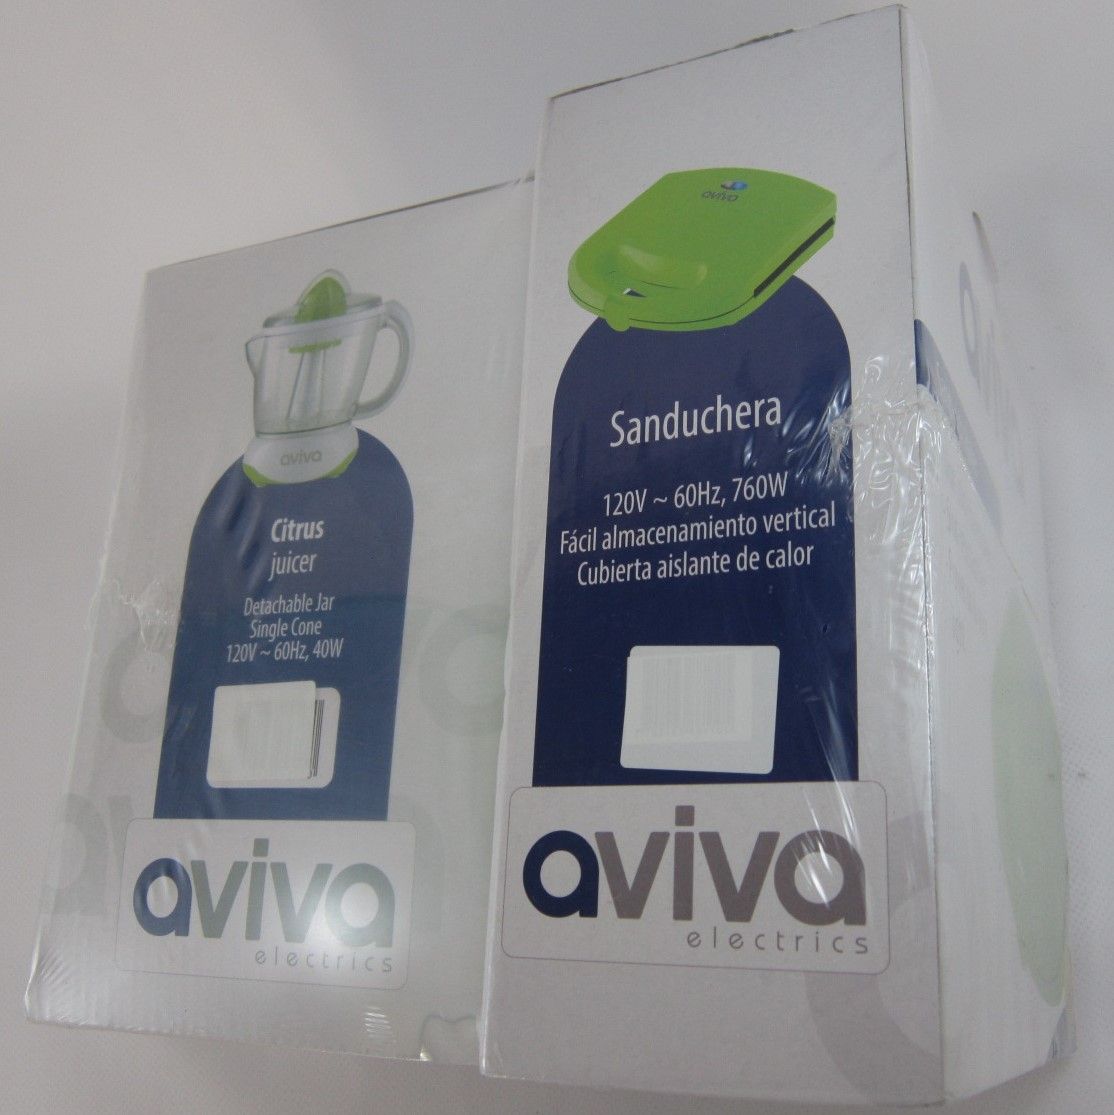 aviva
Citrus
juicer
Detachable Jar
Single Cone
120V ~ 60Hz, 40W
aviva
electrics
aviva
Sanduchera
120V ~ 60Hz, 760W
Fácil almacenamiento vertical
Cubierta aislante de calor
aviva
electrics